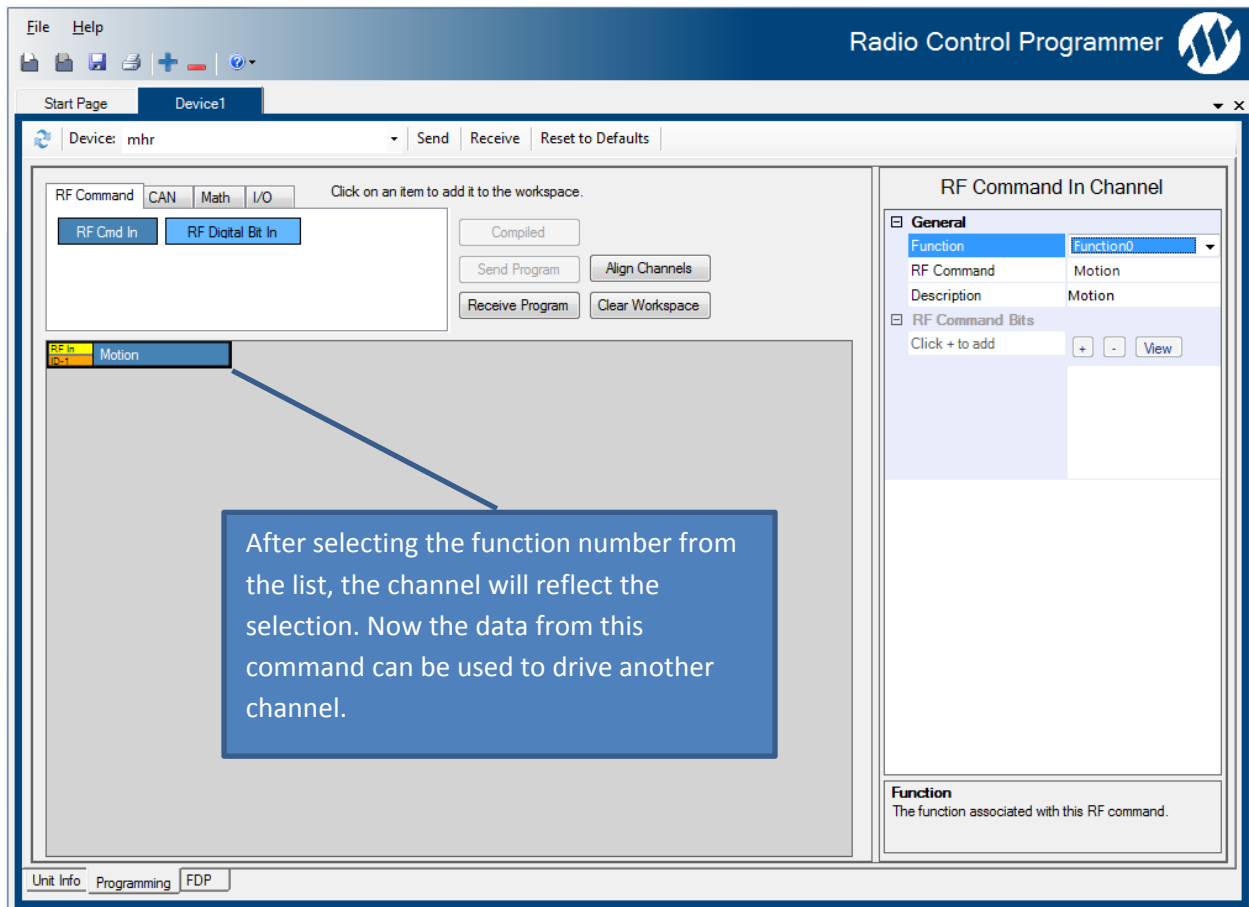 File Help
Radio Control Programmer
Start Page Device1
Device: mhr Send Receive Reset to Defaults
RF Command CAN Math I/O Click on an item to add it to the workspace.
RF Cmd In RF Digital Bit In
Compiled
Send Program Align Channels
Receive Program Clear Workspace
RF In
ID-1
Motion
After selecting the function number from
the list, the channel will reflect the
selection. Now the data from this
command can be used to drive another
channel.
RF Command In Channel
General
Function Function0
RF Command Motion
Description Motion
RF Command Bits
Click + to add + - View
Function
The function associated with this RF command.
Unit Info Programming FDP